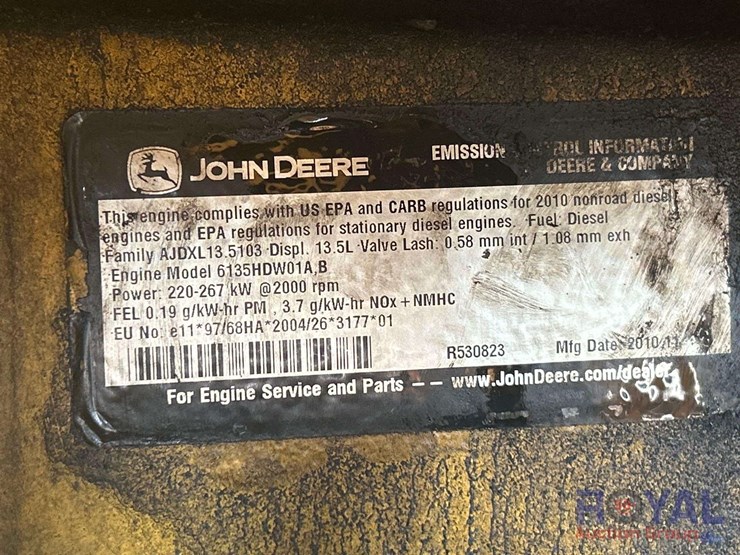 JOHN DEERE
EMISSION
DEERE & COMPANY
This engine complies with US EPA and CARB regulations for 2010 nonroad diesel
engines and EPA regulations for stationary diesel engines. Fuel: Diesel
Family AJDXL13.5103 Displ. 13.5L Valve Lash: 0.58 mm int / 1.08 mm exh
Engine Model 6135HDW01A,B
Power: 220-267 kW @2000 rpm
FEL 0.19 g/kW-hr PM , 3.7 g/kW-hr NOx + NMHC
EU No: e11*97/68HA*2004/26*3177*01
R530823 Mfg Date 2010/11
For Engine Service and Parts -- www.JohnDeere.com/dealer
ROYAL
Auction Group